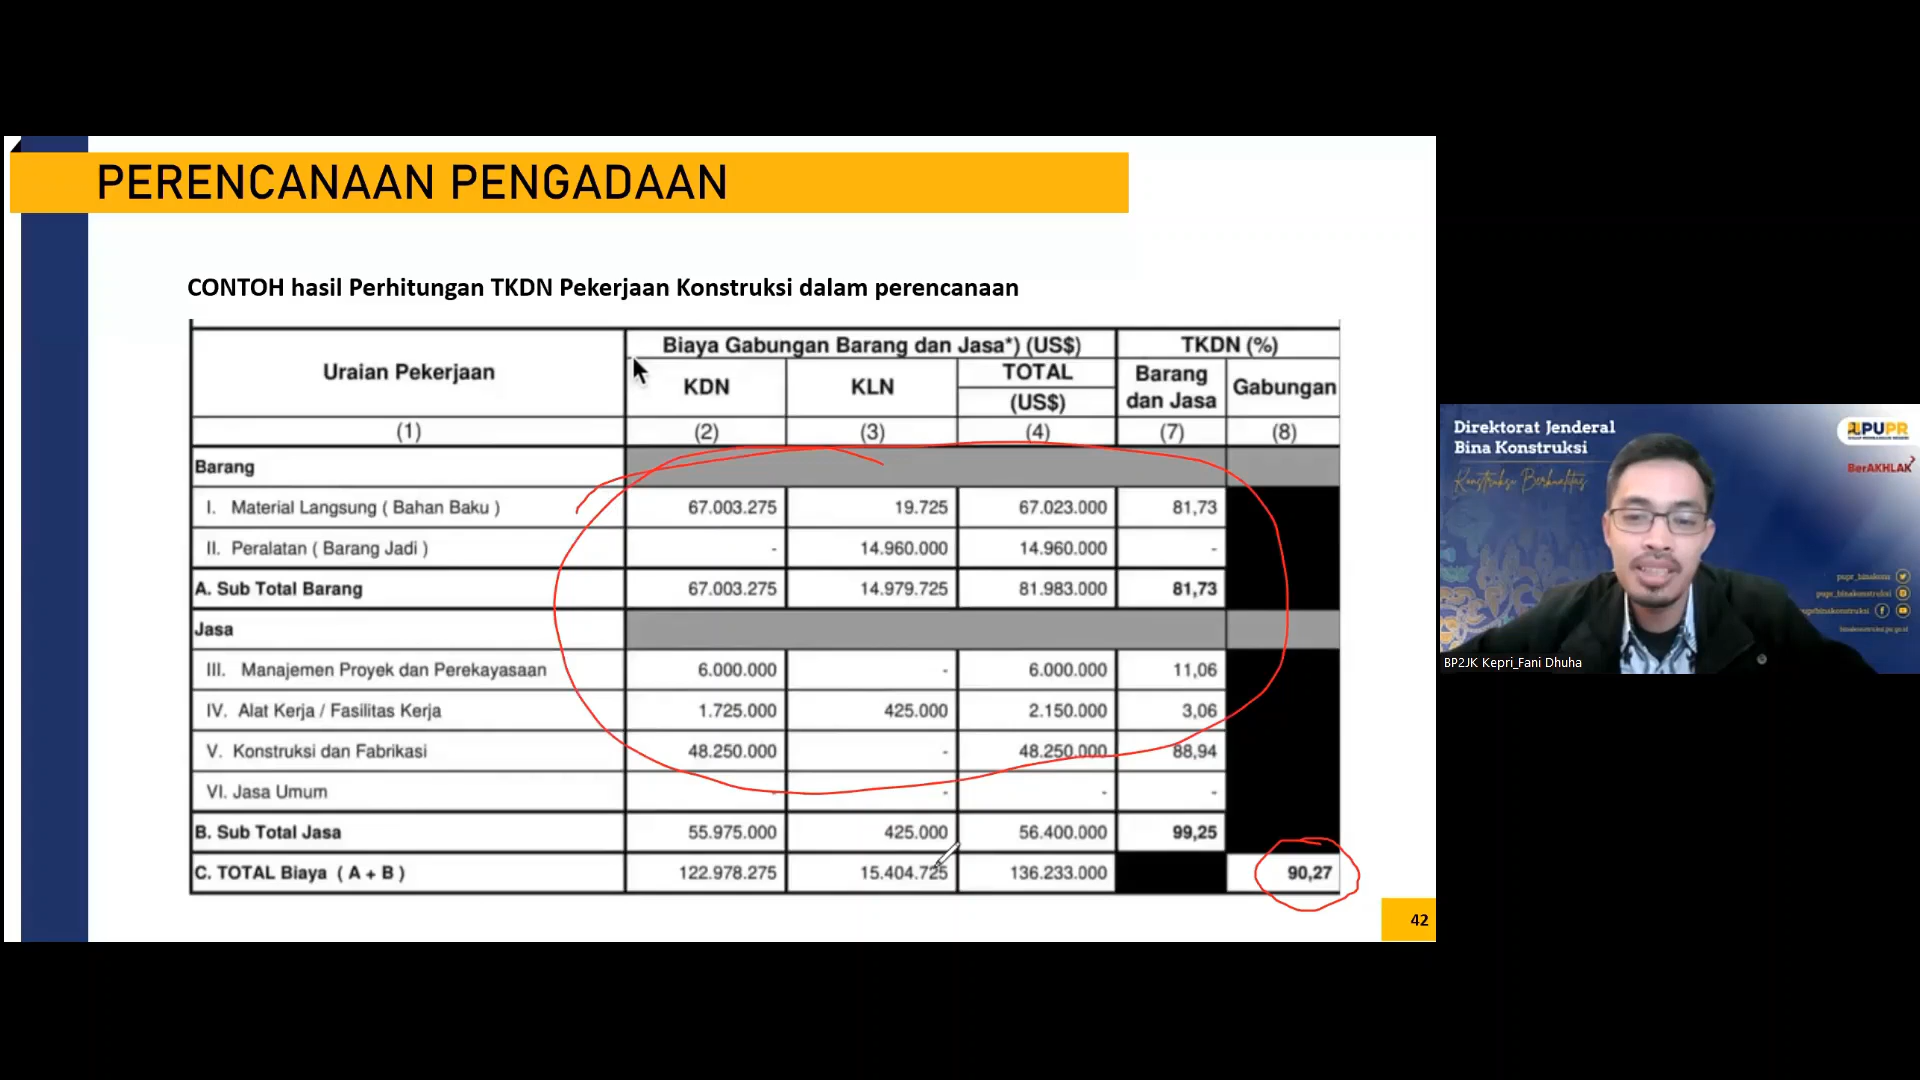 PERENCANAAN PENGADAAN
CONTOH hasil Perhitungan TKDN Pekerjaan Konstruksi dalam perencanaan
Uraian Pekerjaan Biaya Gabungan Barang dan Jasa*) (US$) TKDN (%)
KDN KLN TOTAL (US$) Barang dan Jasa Gabungan
(1) (2) (3) (4) (7) (8)
Barang
I. Material Langsung ( Bahan Baku ) 67.003.275 19.725 67.023.000 81,73
II. Peralatan ( Barang Jadi ) - 14.960.000 14.960.000 -
A. Sub Total Barang 67.003.275 14.979.725 81.983.000 81,73
Jasa
III. Manajemen Proyek dan Perekayasaan 6.000.000 - 6.000.000 11,06
IV. Alat Kerja / Fasilitas Kerja 1.725.000 425.000 2.150.000 3,06
V. Konstruksi dan Fabrikasi 48.250.000 - 48.250.000 88,94
VI. Jasa Umum - - - -
B. Sub Total Jasa 55.975.000 425.000 56.400.000 99,25
C. TOTAL Biaya ( A + B ) 122.978.275 15.404.725 136.233.000 90,27
42
Direktorat Jenderal
Bina Konstruksi
Konstruksi Berkualitas
PUPR
BerAKHLAK
pupr_binakonstruksi
binakonstruksi.pu.go.id
BP2JK Kepri_Fani Dhuha